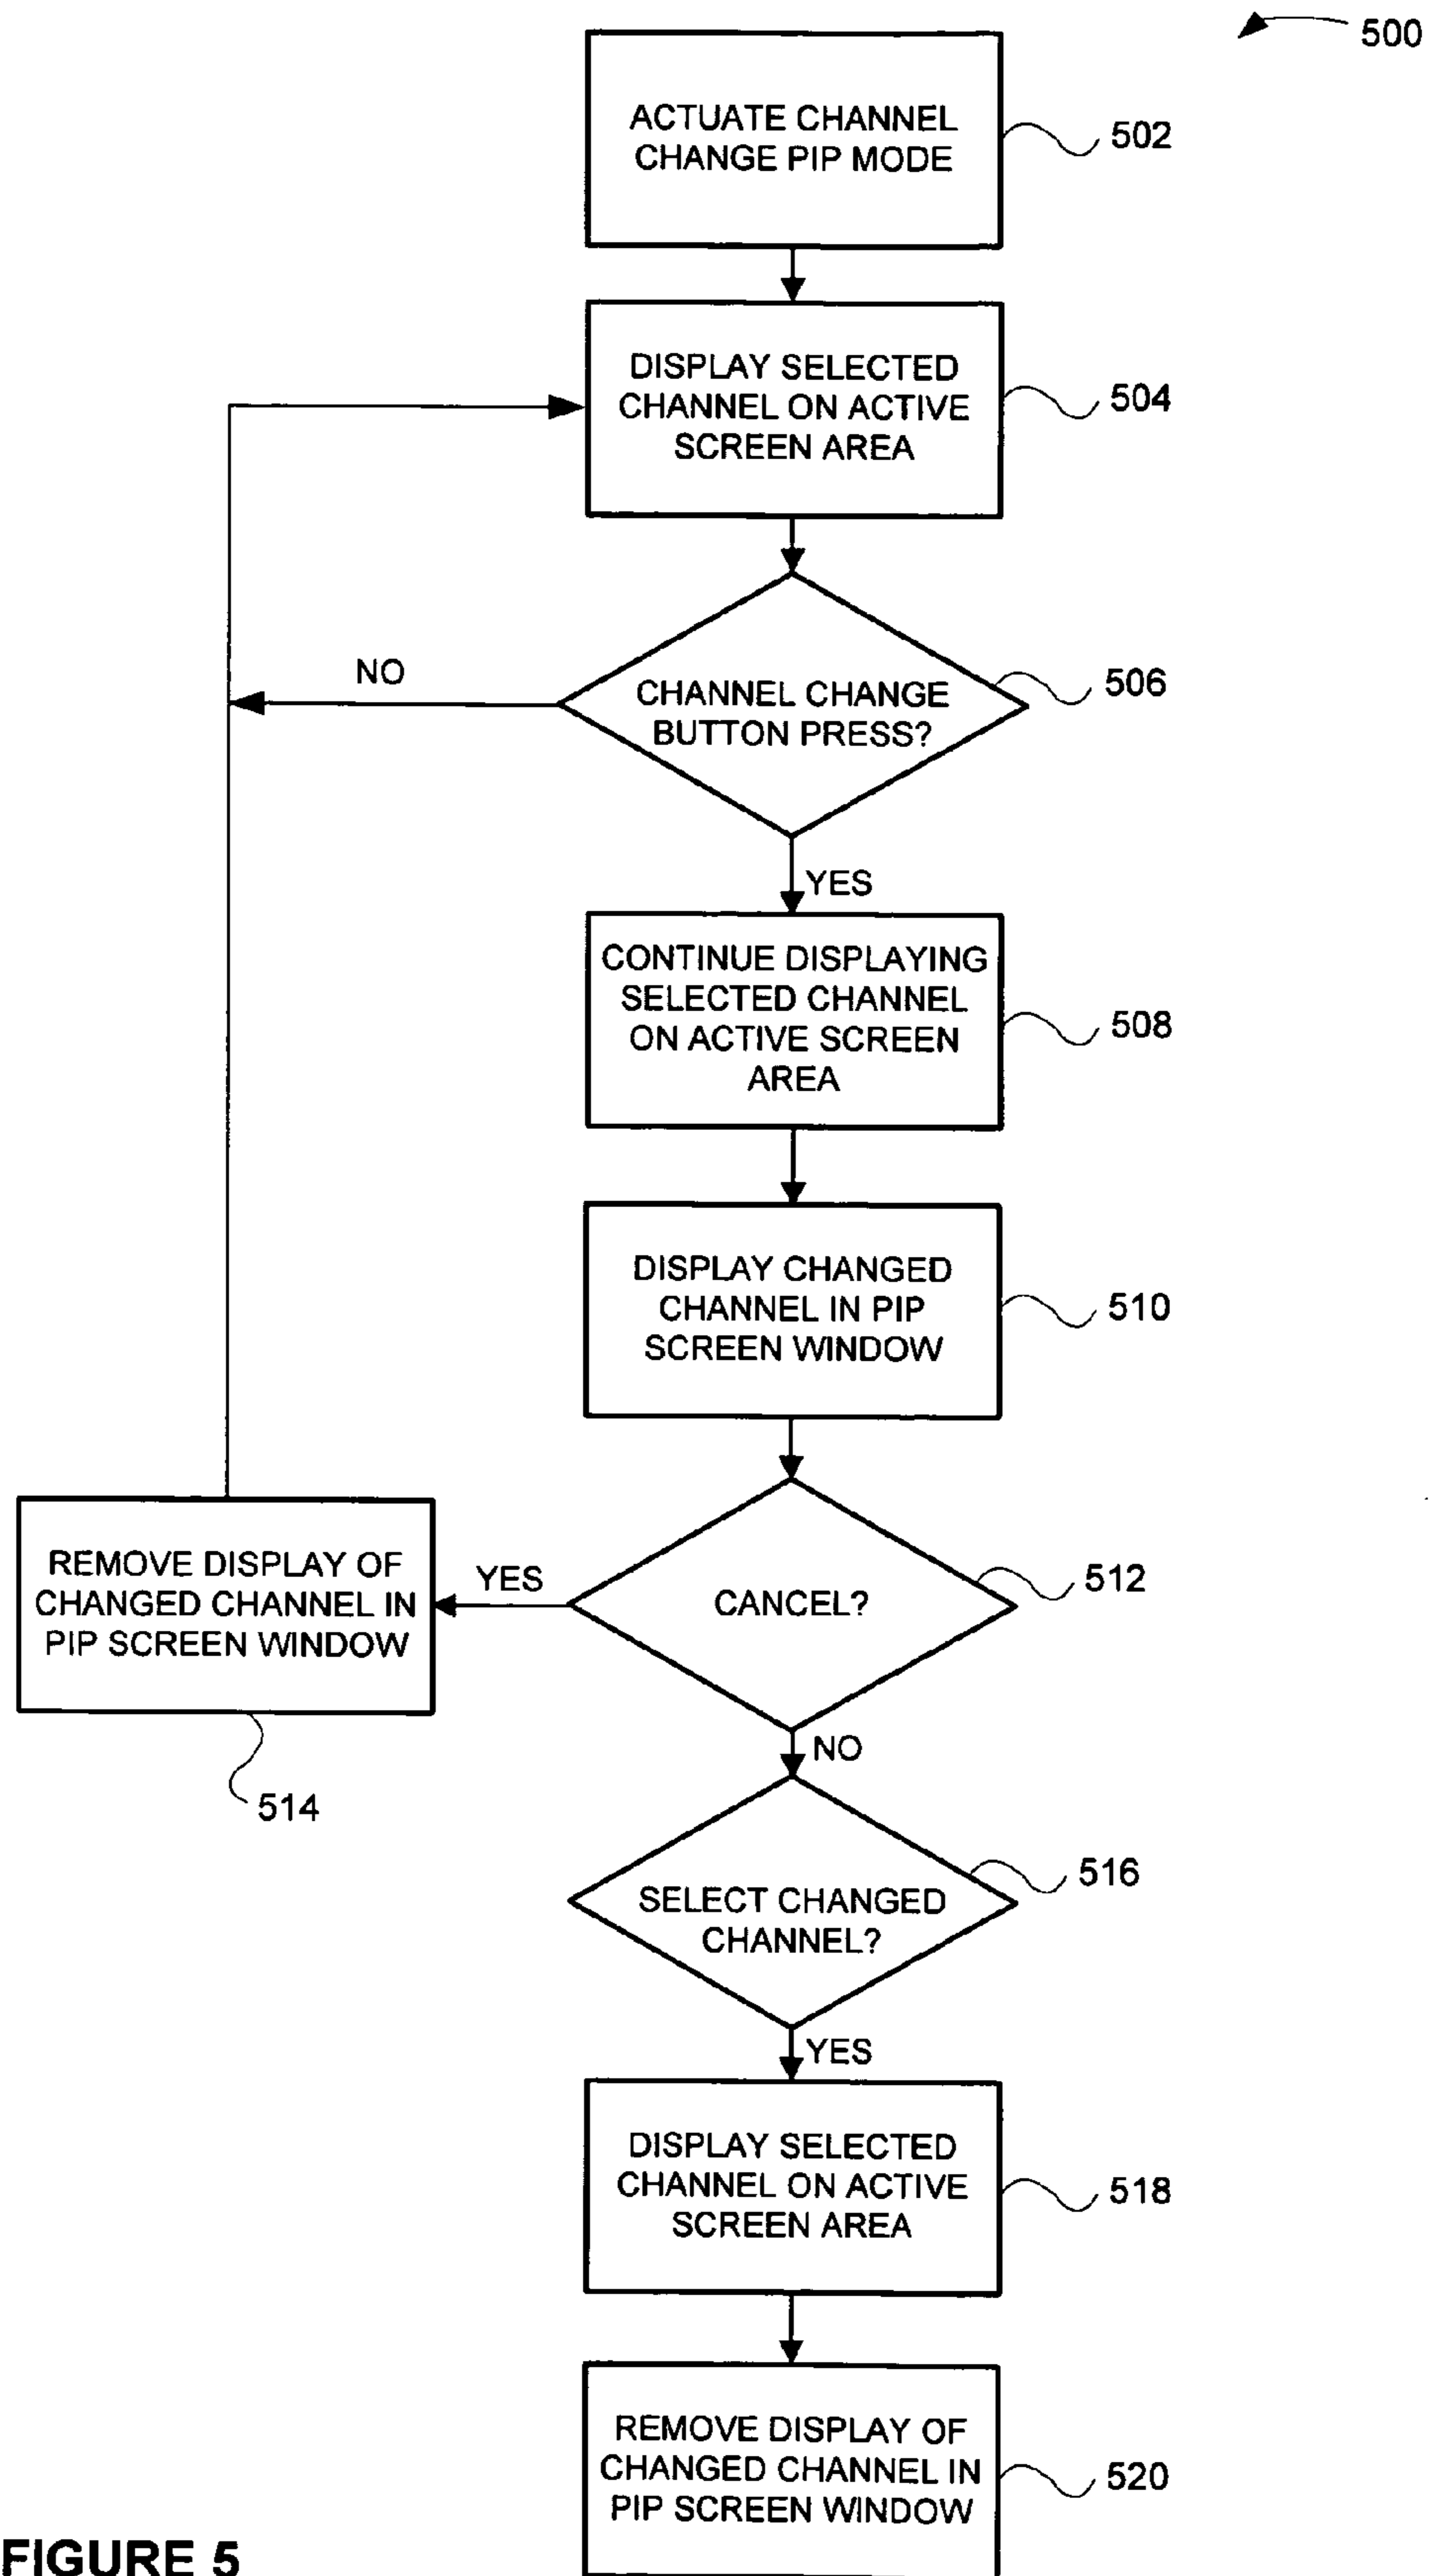 500
ACTUATE CHANNEL
CHANGE PIP MODE
502
DISPLAY SELECTED
CHANNEL ON ACTIVE
SCREEN AREA
504
NO
CHANNEL CHANGE
BUTTON PRESS?
506
YES
CONTINUE DISPLAYING
SELECTED CHANNEL
ON ACTIVE SCREEN
AREA
508
DISPLAY CHANGED
CHANNEL IN PIP
SCREEN WINDOW
510
REMOVE DISPLAY OF
CHANGED CHANNEL IN
PIP SCREEN WINDOW
514
YES
CANCEL?
512
NO
SELECT CHANGED
CHANNEL?
516
YES
DISPLAY SELECTED
CHANNEL ON ACTIVE
SCREEN AREA
518
REMOVE DISPLAY OF
CHANGED CHANNEL IN
PIP SCREEN WINDOW
520
FIGURE 5